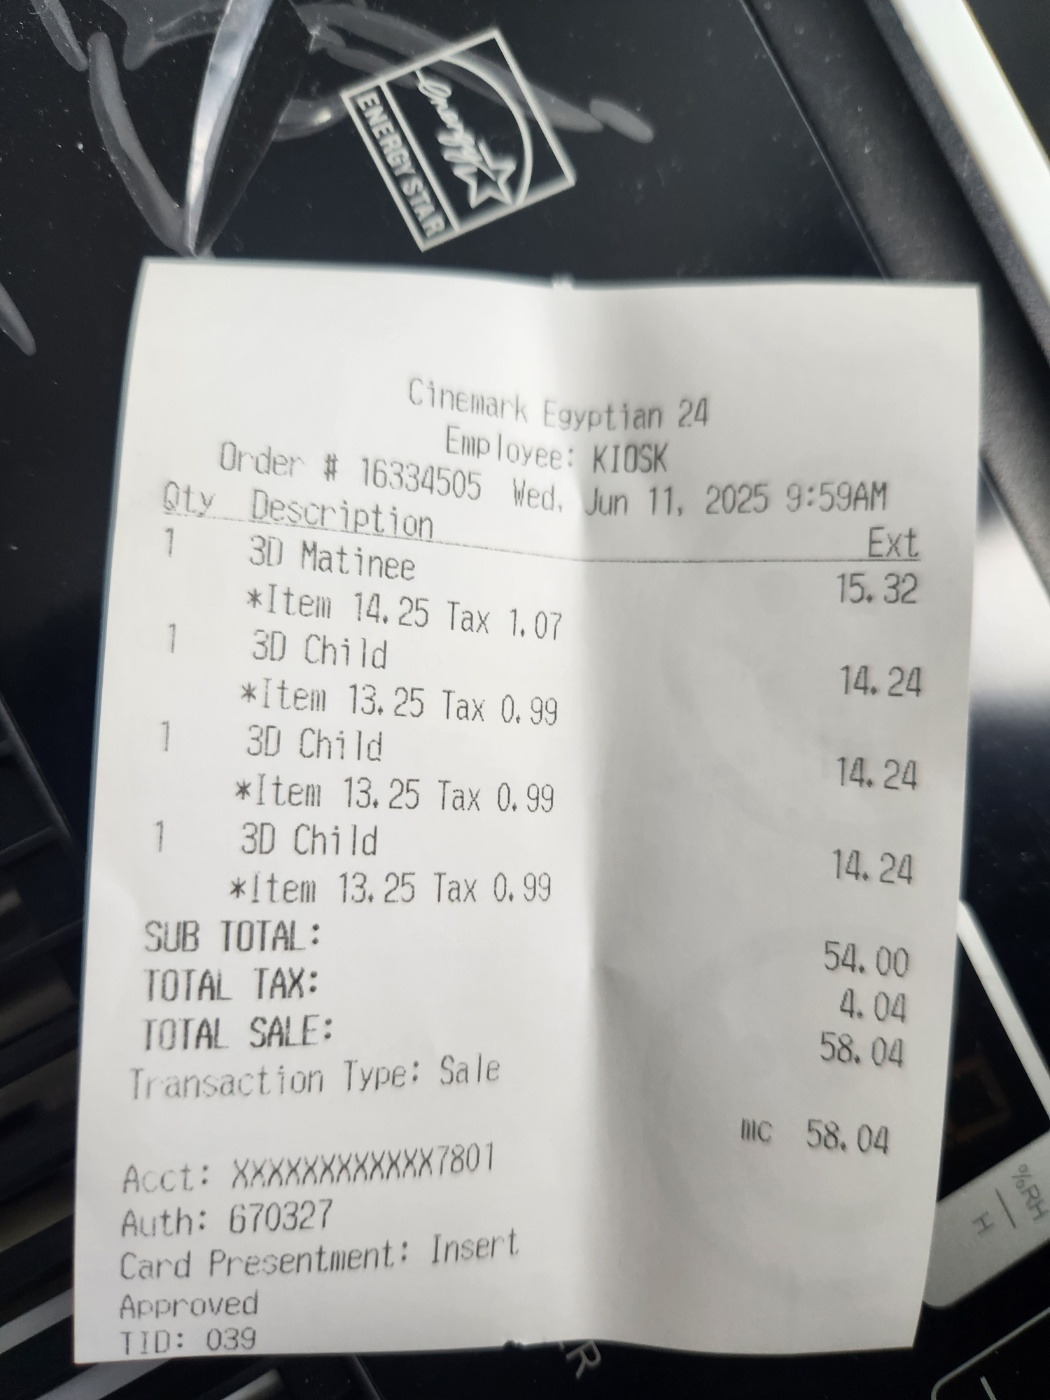 energy
ENERGY STAR
Cinemark Egyptian 24
Employee: KIOSK
Order # 16334505 Wed, Jun 11, 2025 9:59AM
Qty Description Ext
1 3D Matinee 15.32
*Item 14.25 Tax 1.07
1 3D Child 14.24
*Item 13.25 Tax 0.99
1 3D Child 14.24
*Item 13.25 Tax 0.99
1 3D Child 14.24
*Item 13.25 Tax 0.99
SUB TOTAL: 54.00
TOTAL TAX: 4.04
TOTAL SALE: 58.04
Transaction Type: Sale
mc 58.04
Acct: XXXXXXXXXXXX7801
Auth: 670327
Card Presentment: Insert
Approved
TID: 039
%RH
H